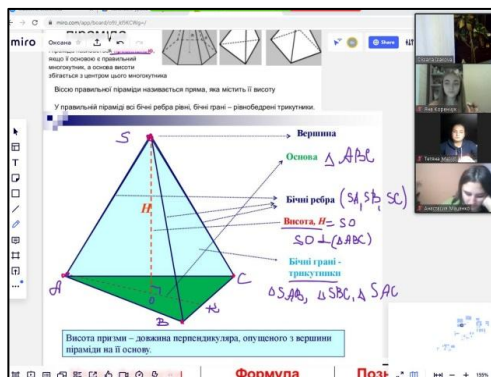 miro.com/app/board/o9J_kl9KCWg=/
miro
Оксана
Share
піраміда
якщо її основою є правильний
многокутник, а основа висоти
збігається з центром цього многокутника
Віссю правильної піраміди називається пряма, яка містить її висоту
У правильній піраміді всі бічні ребра рівні, бічні грані – рівнобедрені трикутники.
S
Вершина
Основа △ABC
Бічні ребра (SA, SB, SC)
H
Висота, H = SO
SO⊥(△ABC)
Бічні грані -
трикутники
△SAB, △SBC, △SAC
A
C
O
K
B
Висота призми – довжина перпендикуляра, опущеного з вершини
піраміди на її основу.
Формула
155%